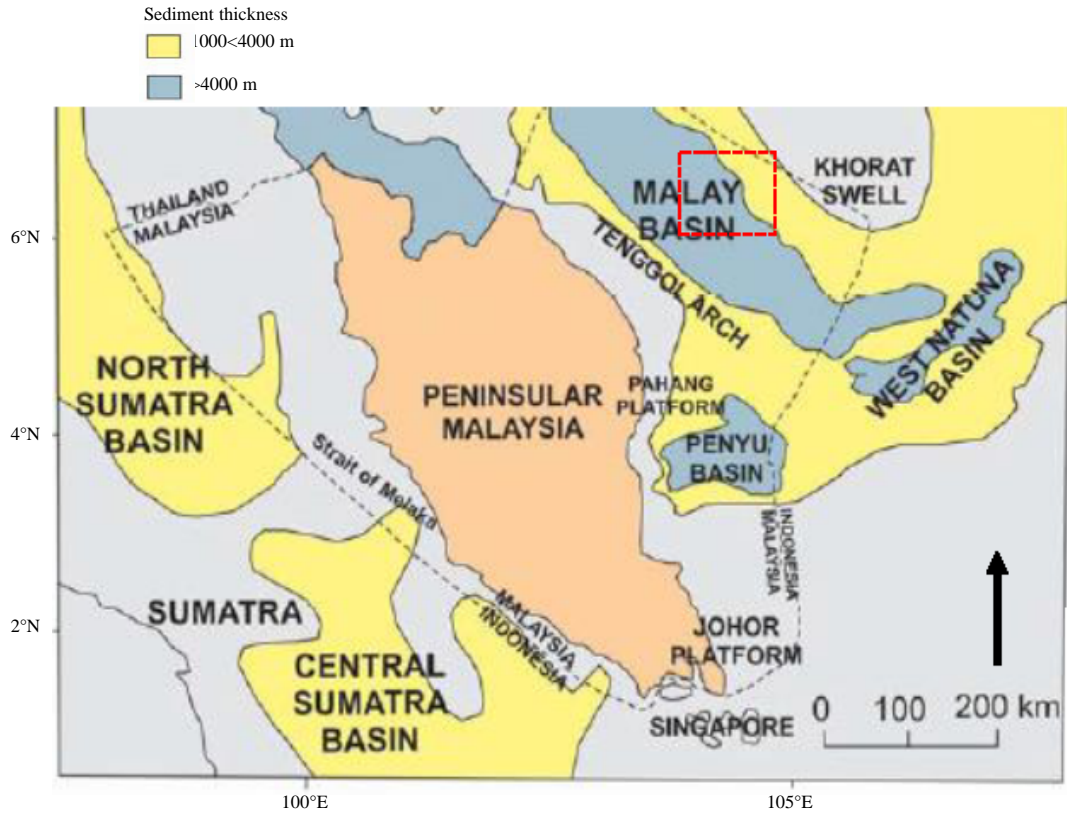 Sediment thickness
1000<4000 m
>4000 m
THAILAND
MALAYSIA
KHORAT
SWELL
MALAY
BASIN
6°N
TENGGOL ARCH
WEST NATUNA
BASIN
NORTH
SUMATRA
BASIN
PENINSULAR
MALAYSIA
PAHANG
PLATFORM
4°N
PENYU
BASIN
Strait of Melaka
INDONESIA
MALAYSIA
SUMATRA
MALAYSIA
INDONESIA
2°N
JOHOR
PLATFORM
CENTRAL
SUMATRA
BASIN
SINGAPORE
0 100 200 km
100°E
105°E